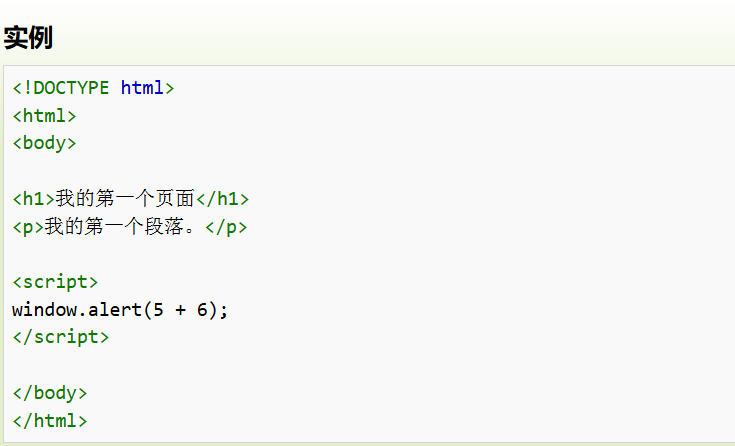 实例
<!DOCTYPE html>
<html>
<body>
<h1>我的第一个页面</h1>
<p>我的第一个段落。</p>
<script>
window.alert(5 + 6);
</script>
</body>
</html>